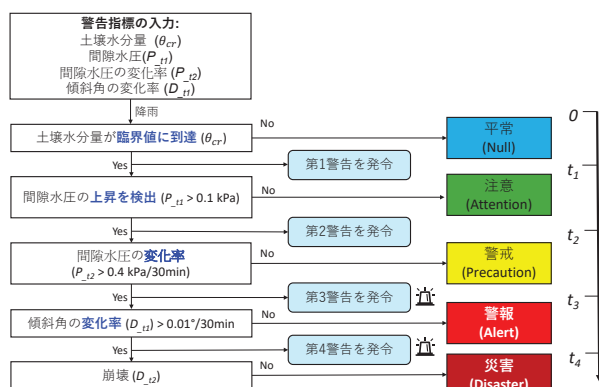 警告指標の入力:
土壌水分量 (θcr)
間隙水圧(P_t1)
間隙水圧の変化率 (P_t2)
傾斜角の変化率 (D_t1)
降雨
土壌水分量が臨界値に到達 (θcr)
No
平常
(Null)
0
Yes
第1警告を発令
t1
間隙水圧の上昇を検出 (P_t1 > 0.1 kPa)
No
注意
(Attention)
Yes
第2警告を発令
t2
間隙水圧の変化率
(P_t2 > 0.4 kPa/30min)
No
警戒
(Precaution)
Yes
第3警告を発令
t3
傾斜角の変化率 (D_t1) > 0.01°/30min
No
警報
(Alert)
Yes
第4警告を発令
t4
崩壊 (D_t2)
No
災害
(Disaster)